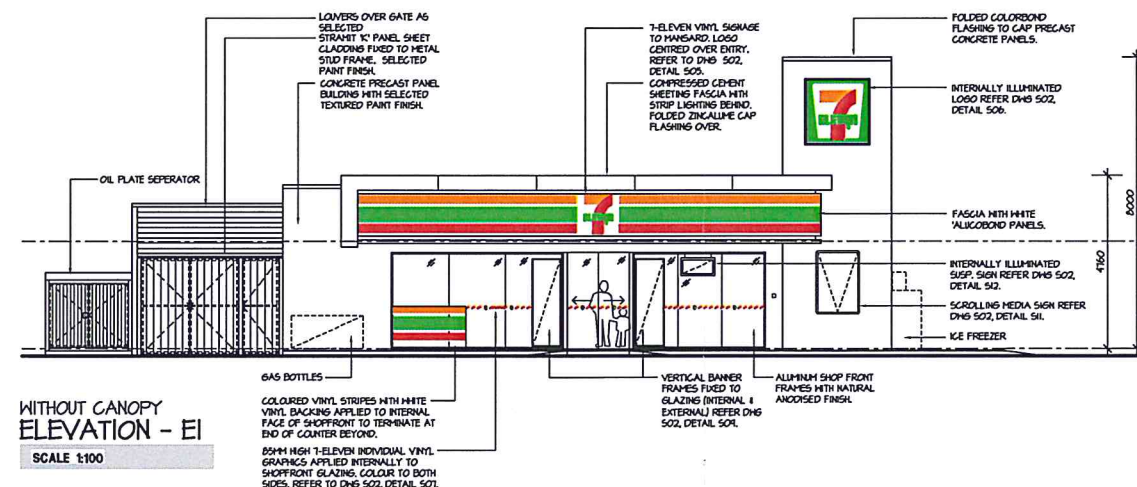 LOUVERS OVER GATE AS
SELECTED
STRAMIT 'K' PANEL SHEET
CLADDING FIXED TO METAL
STUD FRAME. SELECTED
PAINT FINISH.
CONCRETE PRECAST PANEL
BUILDING WITH SELECTED
TEXTURED PAINT FINISH.
7-ELEVEN VINYL SIGNAGE
TO MANSARD. LOGO
CENTRED OVER ENTRY.
REFER TO DWG S02,
DETAIL S05.
COMPRESSED CEMENT
SHEETING FASCIA WITH
STRIP LIGHTING BEHIND.
FOLDED ZINCALUME CAP
FLASHING OVER.
FOLDED COLORBOND
FLASHING TO CAP PRECAST
CONCRETE PANELS.
INTERNALLY ILLUMINATED
LOGO REFER DWG S02,
DETAIL S06.
7
ELEVEn
OIL PLATE SEPERATOR
7
ELEVEn
FASCIA WITH WHITE
'ALUCOBOND PANELS.
8000
4760
INTERNALLY ILLUMINATED
SUSP. SIGN REFER DWG S02,
DETAIL S12.
SCROLLING MEDIA SIGN REFER
DWG S02, DETAIL S11.
ICE FREEZER
GAS BOTTLES
COLOURED VINYL STRIPES WITH WHITE
VINYL BACKING APPLIED TO INTERNAL
FACE OF SHOPFRONT TO TERMINATE AT
END OF COUNTER BEYOND.
85MM HIGH 7-ELEVEN INDIVIDUAL VINYL
GRAPHICS APPLIED INTERNALLY TO
SHOPFRONT GLAZING. COLOUR TO BOTH
SIDES. REFER TO DWG S02, DETAIL S07.
VERTICAL BANNER
FRAMES FIXED TO
GLAZING (INTERNAL &
EXTERNAL) REFER DWG
S02, DETAIL S09.
ALUMINUM SHOP FRONT
FRAMES WITH NATURAL
ANODISED FINISH.
WITHOUT CANOPY
ELEVATION - E1
SCALE 1:100